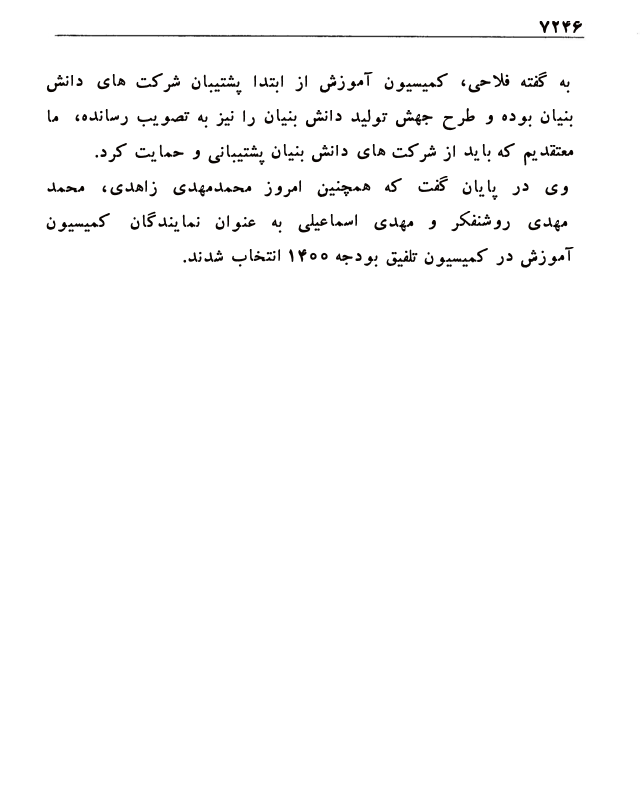 ۷۲۴۶
به گفته فلاحی، کمیسیون آموزش از ابتدا پشتیبان شرکت های دانش
بنیان بوده و طرح جهش تولید دانش بنیان را نیز به تصویب رسانده، ما
معتقدیم که باید از شرکت های دانش بنیان پشتیبانی و حمایت کرد.
وی در پایان گفت که همچنین امروز محمدمهدی زاهدی، محمد
مهدی روشنفکر و مهدی اسماعیلی به عنوان نمایندگان کمیسیون
آموزش در کمیسیون تلفیق بودجه ۱۴۰۰ انتخاب شدند.